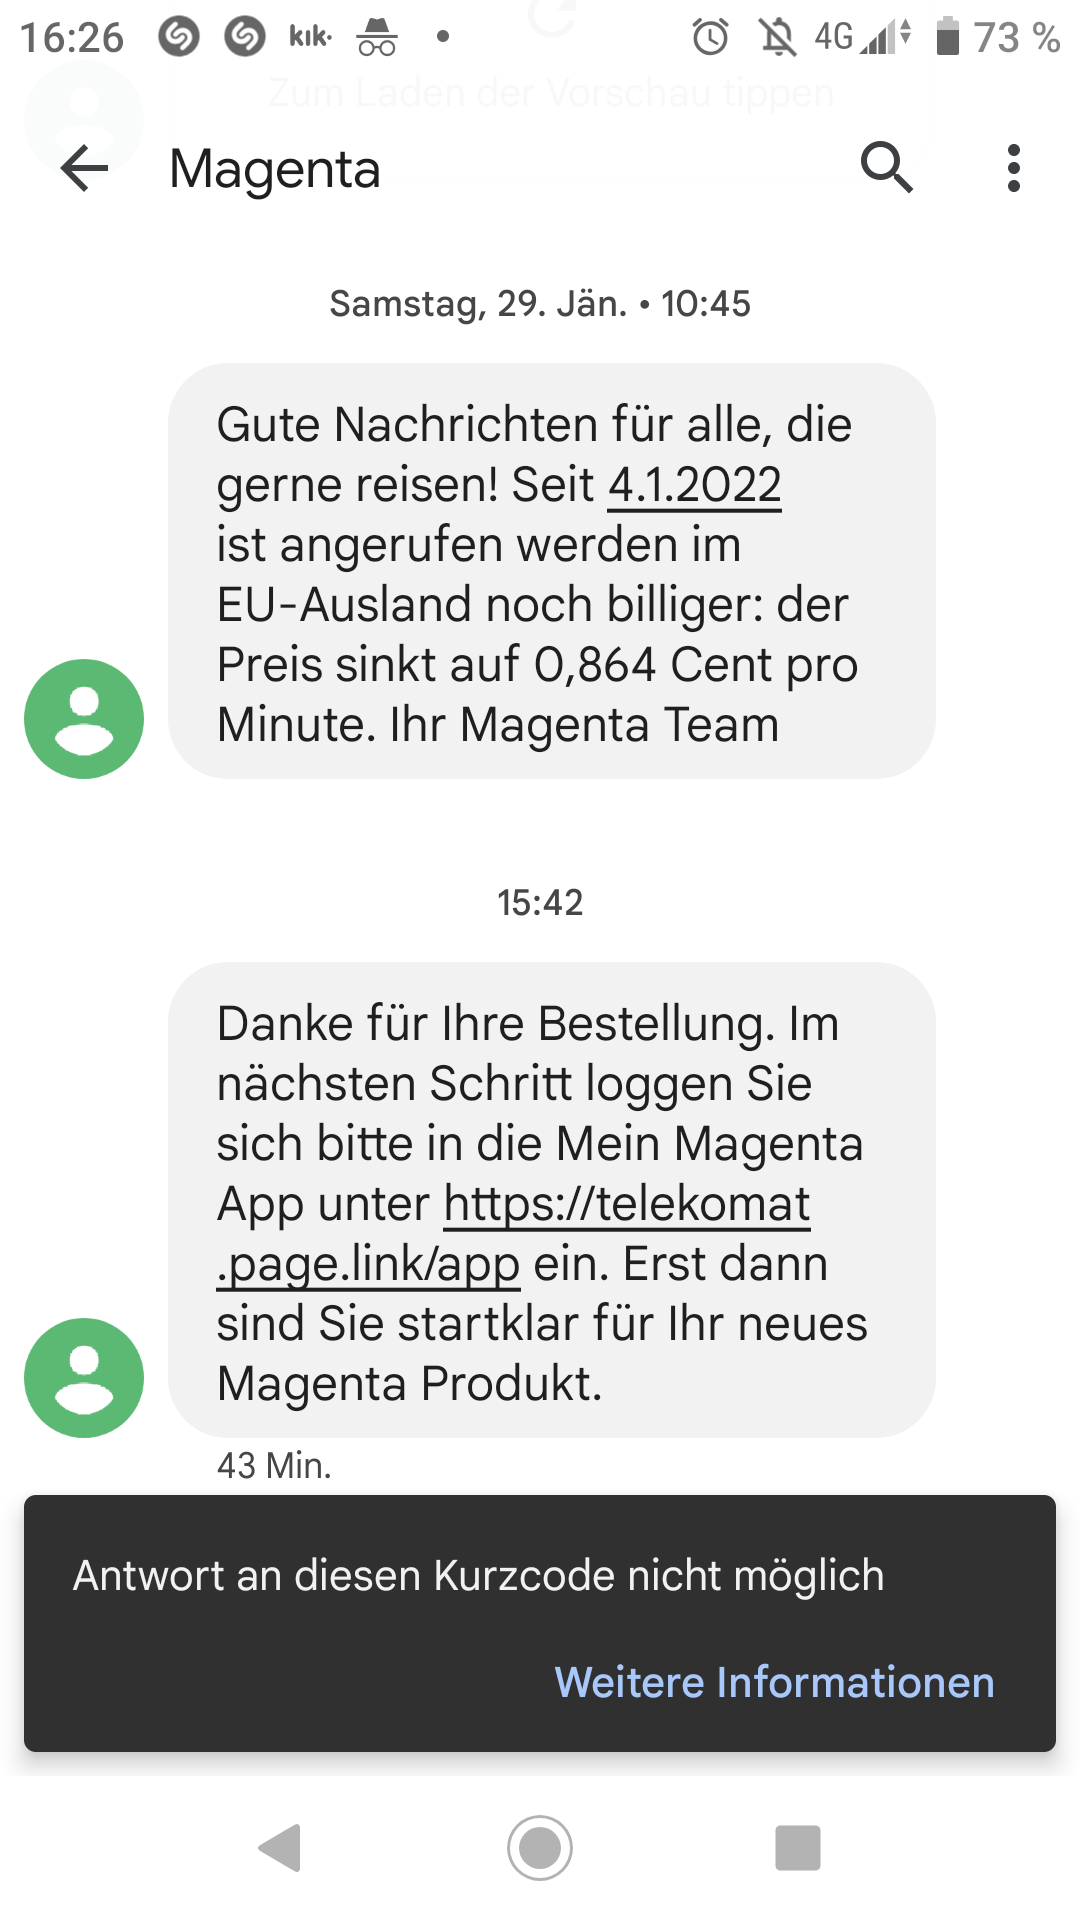 16:26 kik· 4G 73 %
Zum Laden der Vorschau tippen
Magenta
Samstag, 29. Jän. • 10:45
Gute Nachrichten für alle, die
gerne reisen! Seit 4.1.2022
ist angerufen werden im
EU-Ausland noch billiger: der
Preis sinkt auf 0,864 Cent pro
Minute. Ihr Magenta Team
15:42
Danke für Ihre Bestellung. Im
nächsten Schritt loggen Sie
sich bitte in die Mein Magenta
App unter https://telekomat
.page.link/app ein. Erst dann
sind Sie startklar für Ihr neues
Magenta Produkt.
43 Min.
Antwort an diesen Kurzcode nicht möglich
Weitere Informationen